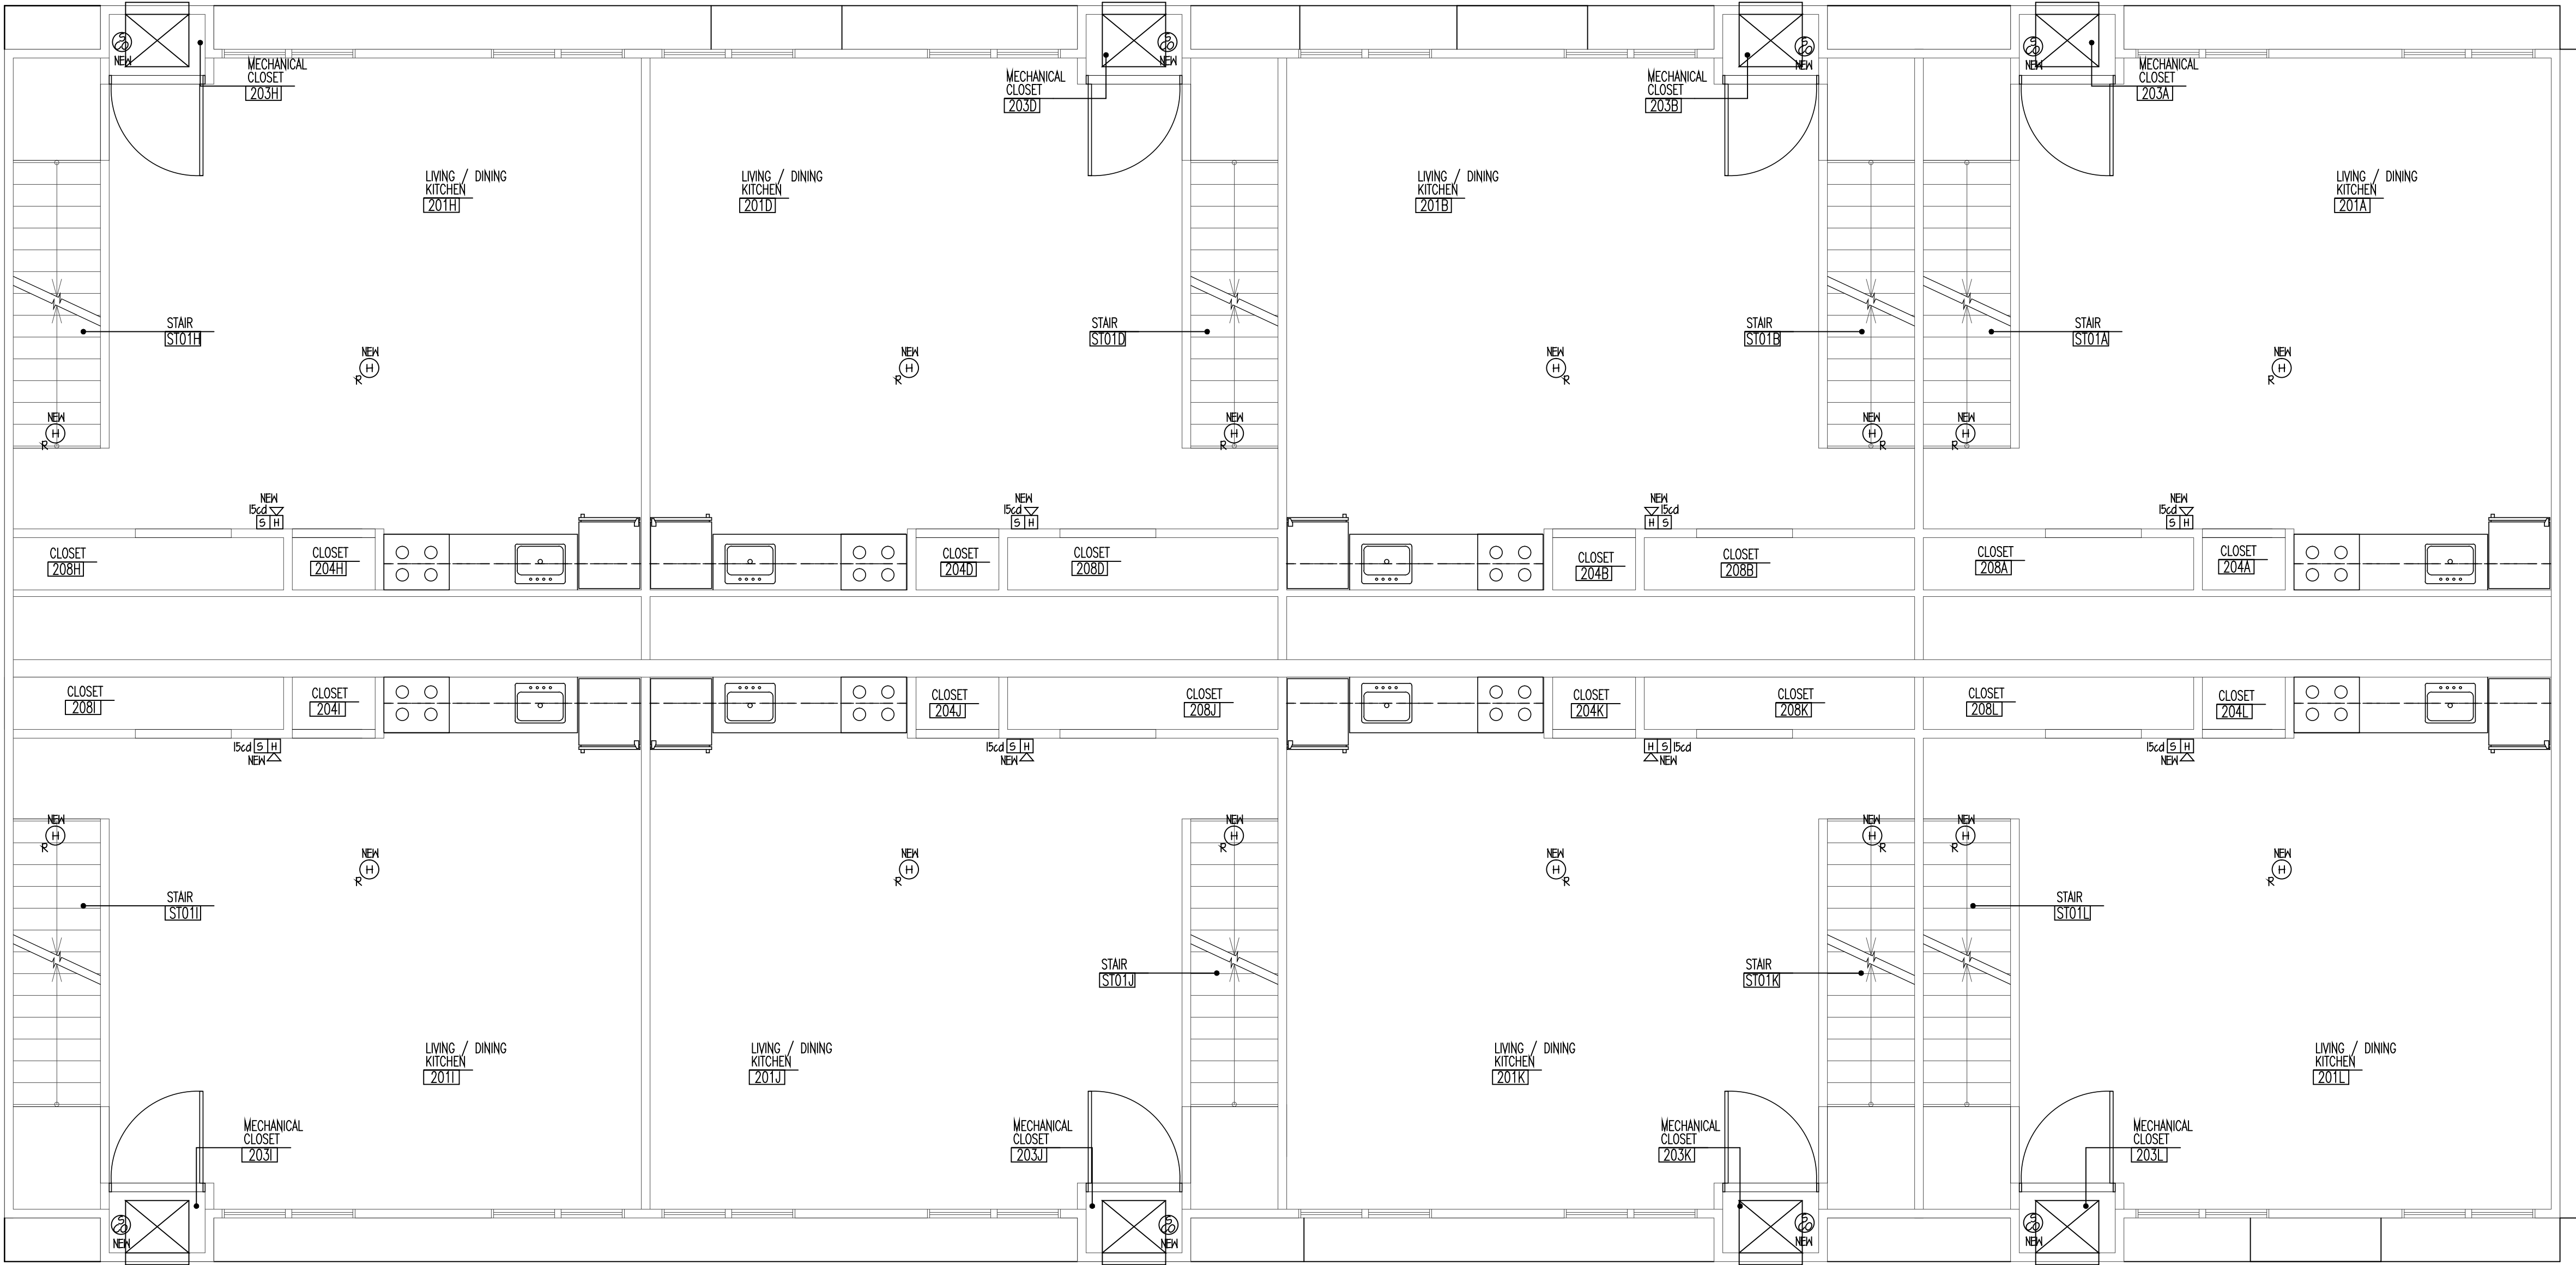 NEW
MECHANICAL
CLOSET
203H
MECHANICAL
CLOSET
203D
NEW
MECHANICAL
CLOSET
203B
NEW
NEW
MECHANICAL
CLOSET
203A
LIVING / DINING
KITCHEN
201H
LIVING / DINING
KITCHEN
201D
LIVING / DINING
KITCHEN
201B
LIVING / DINING
KITCHEN
201A
STAIR
ST01H
STAIR
ST01D
STAIR
ST01B
STAIR
ST01A
NEW
H
R
NEW
H
R
NEW
H
R
NEW
H
R
NEW
H
R
NEW
H
R
NEW
H
R
NEW
H
R
NEW
15cd
S H
NEW
15cd
S H
NEW
15cd
H S
NEW
15cd
S H
CLOSET
208H
CLOSET
204H
CLOSET
204D
CLOSET
208D
CLOSET
204B
CLOSET
208B
CLOSET
208A
CLOSET
204A
CLOSET
208I
CLOSET
204I
CLOSET
204J
CLOSET
208J
CLOSET
204K
CLOSET
208K
CLOSET
208L
CLOSET
204L
15cd S H
NEW
15cd S H
NEW
H S 15cd
NEW
15cd S H
NEW
NEW
H
R
NEW
H
R
NEW
H
R
NEW
H
R
NEW
H
R
NEW
H
R
NEW
H
R
NEW
H
R
STAIR
ST01I
STAIR
ST01J
STAIR
ST01K
STAIR
ST01L
LIVING / DINING
KITCHEN
201I
LIVING / DINING
KITCHEN
201J
LIVING / DINING
KITCHEN
201K
LIVING / DINING
KITCHEN
201L
MECHANICAL
CLOSET
203I
MECHANICAL
CLOSET
203J
MECHANICAL
CLOSET
203K
MECHANICAL
CLOSET
203L
NEW
NEW
NEW
NEW